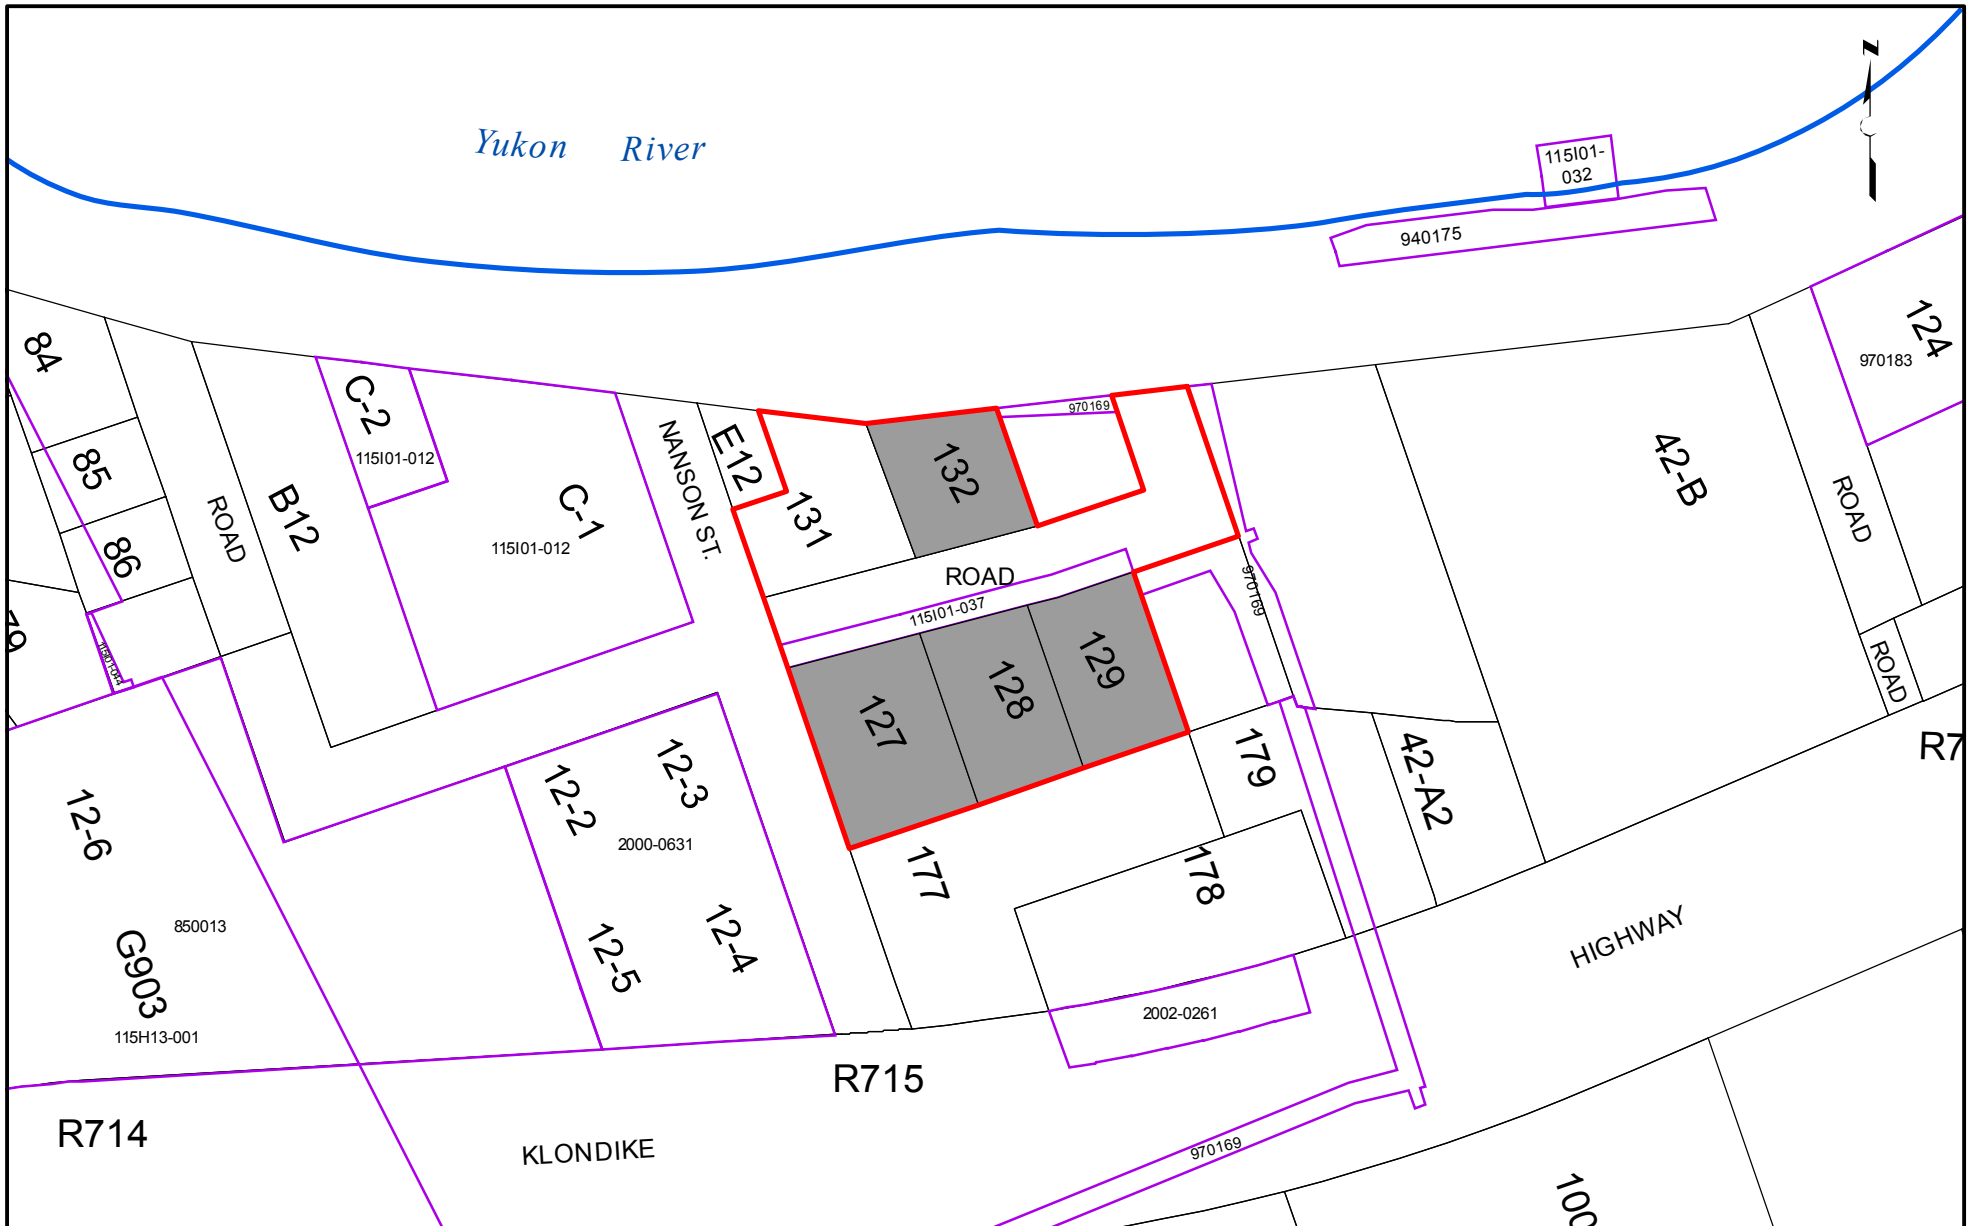 Yukon River
N
115I01-
032
940175
124
970183
84
C-2
115I01-012
85
86
ROAD
B12
C-1
115I01-012
NANSON ST.
E12
131
132
970169
42-B
ROAD
ROAD
115I01-037
970169
79
115I01-044
127
128
129
179
42-A2
ROAD
R7
12-6
12-2
12-3
2000-0631
12-4
12-5
177
178
G903
850013
115H13-001
HIGHWAY
2002-0261
R715
R714
KLONDIKE
970169
100